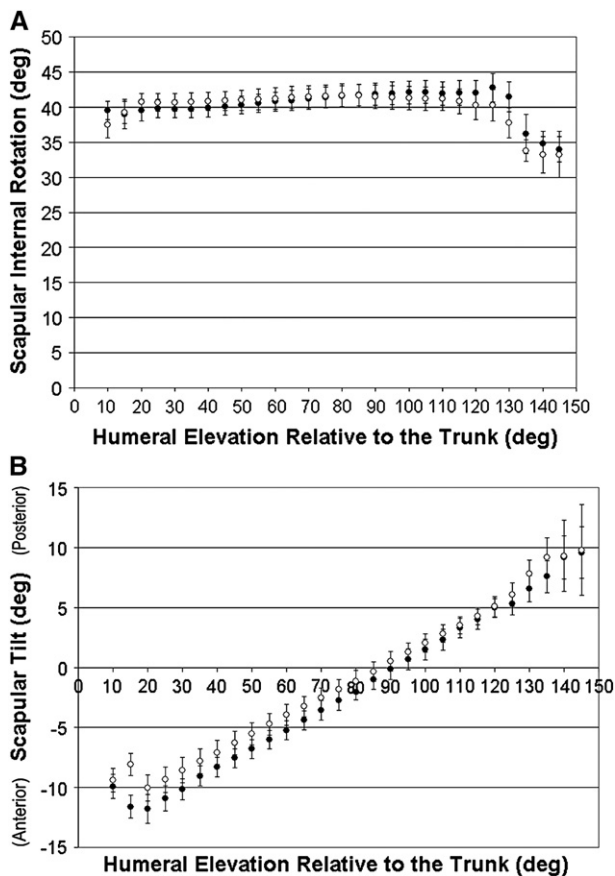 A
Scapular Internal Rotation (deg)
50
45
40
35
30
25
20
15
10
5
0
0 10 20 30 40 50 60 70 80 90 100 110 120 130 140 150
Humeral Elevation Relative to the Trunk (deg)
B
(Anterior) Scapular Tilt (deg) (Posterior)
15
10
5
0
-5
-10
-15
0 10 20 30 40 50 60 70 80 90 100 110 120 130 140 150
Humeral Elevation Relative to the Trunk (deg)